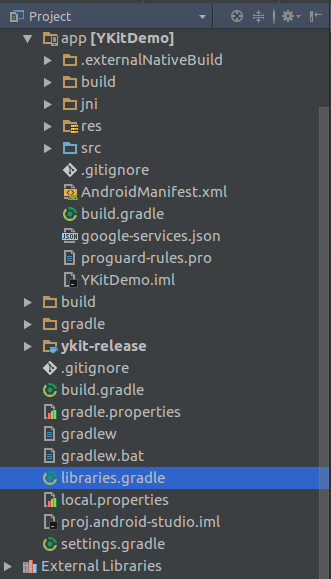 Project
app [YKitDemo]
.externalNativeBuild
build
jni
res
src
.gitignore
AndroidManifest.xml
build.gradle
google-services.json
proguard-rules.pro
YKitDemo.iml
build
gradle
ykit-release
.gitignore
build.gradle
gradle.properties
gradlew
gradlew.bat
libraries.gradle
local.properties
proj.android-studio.iml
settings.gradle
External Libraries